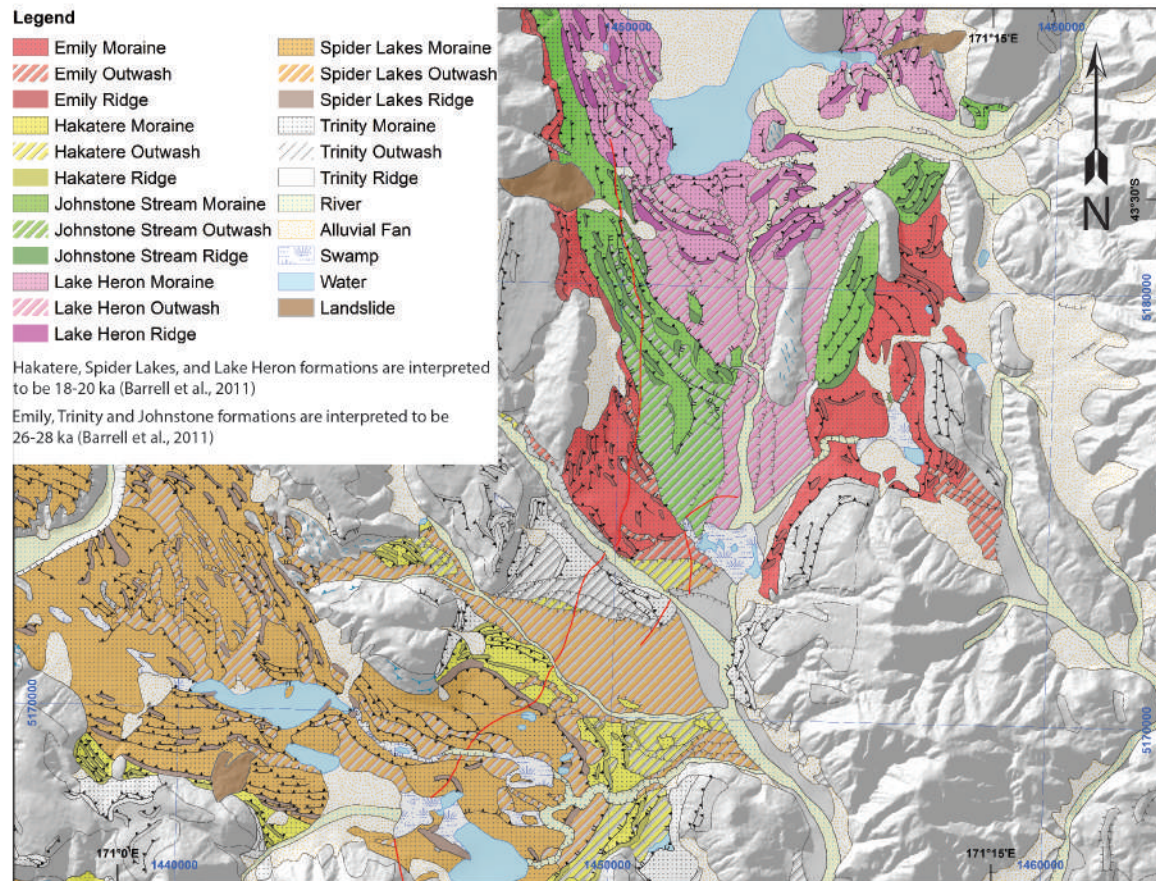 Legend
Emily Moraine
Emily Outwash
Emily Ridge
Hakatere Moraine
Hakatere Outwash
Hakatere Ridge
Johnstone Stream Moraine
Johnstone Stream Outwash
Johnstone Stream Ridge
Lake Heron Moraine
Lake Heron Outwash
Lake Heron Ridge
Spider Lakes Moraine
Spider Lakes Outwash
Spider Lakes Ridge
Trinity Moraine
Trinity Outwash
Trinity Ridge
River
Alluvial Fan
Swamp
Water
Landslide
Hakatere, Spider Lakes, and Lake Heron formations are interpreted
to be 18-20 ka (Barrell et al., 2011)
Emily, Trinity and Johnstone formations are interpreted to be
26-28 ka (Barrell et al., 2011)
1450000
1460000
171°15'E
N
43°30'S
5180000
5170000
5170000
171°0'E
1440000
1450000
171°15'E
1460000